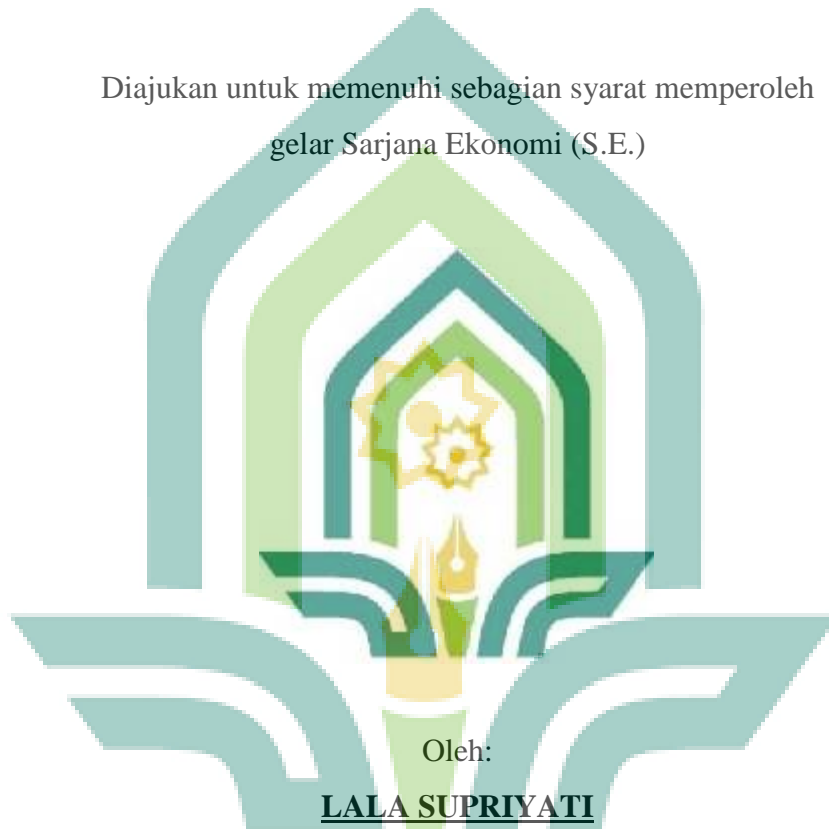 Diajukan untuk memenuhi sebagian syarat memperoleh
gelar Sarjana Ekonomi (S.E.)
Oleh:
LALA SUPRIYATI